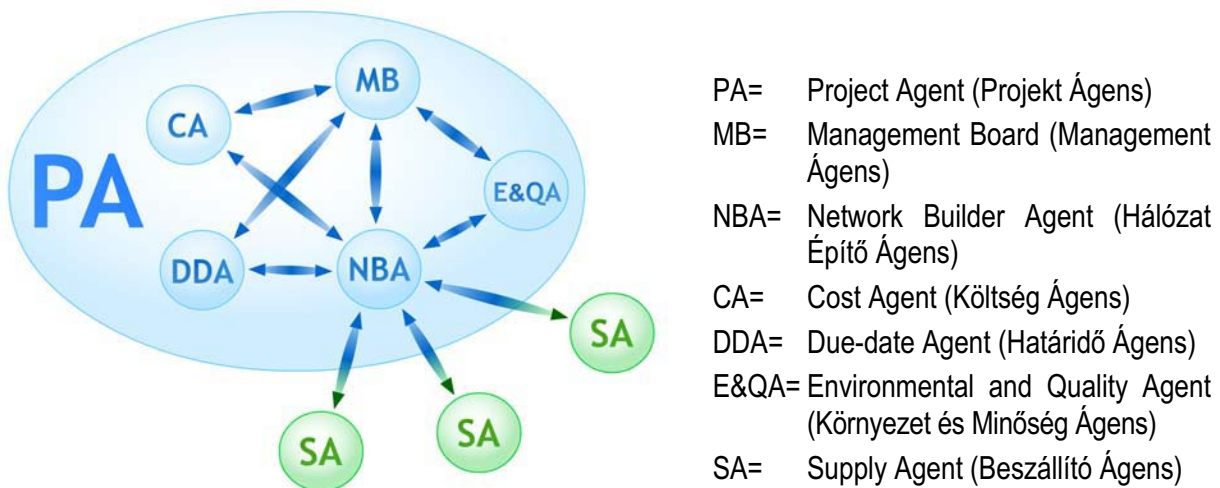 MB
CA
PA
E&QA
DDA
NBA
SA
SA
SA
PA= Project Agent (Projekt Ágens)
MB= Management Board (Management
Ágens)
NBA= Network Builder Agent (Hálózat
Építő Ágens)
CA= Cost Agent (Költség Ágens)
DDA= Due-date Agent (Határidő Ágens)
E&QA= Environmental and Quality Agent
(Környezet és Minőség Ágens)
SA= Supply Agent (Beszállító Ágens)